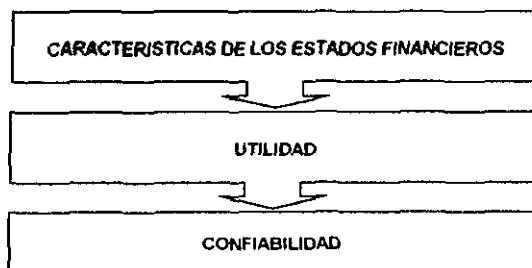 CARACTERISTICAS DE LOS ESTADOS FINANCIEROS
UTILIDAD
CONFIABILIDAD